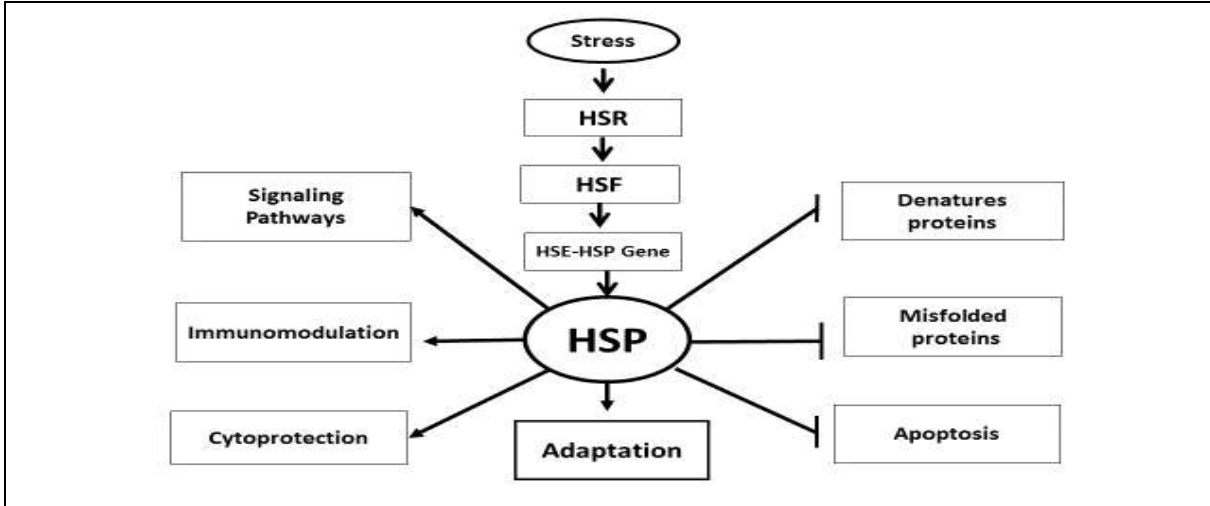 Stress
HSR
HSF
HSE-HSP Gene
HSP
Adaptation
Signaling
Pathways
Immunomodulation
Cytoprotection
Denatures
proteins
Misfolded
proteins
Apoptosis